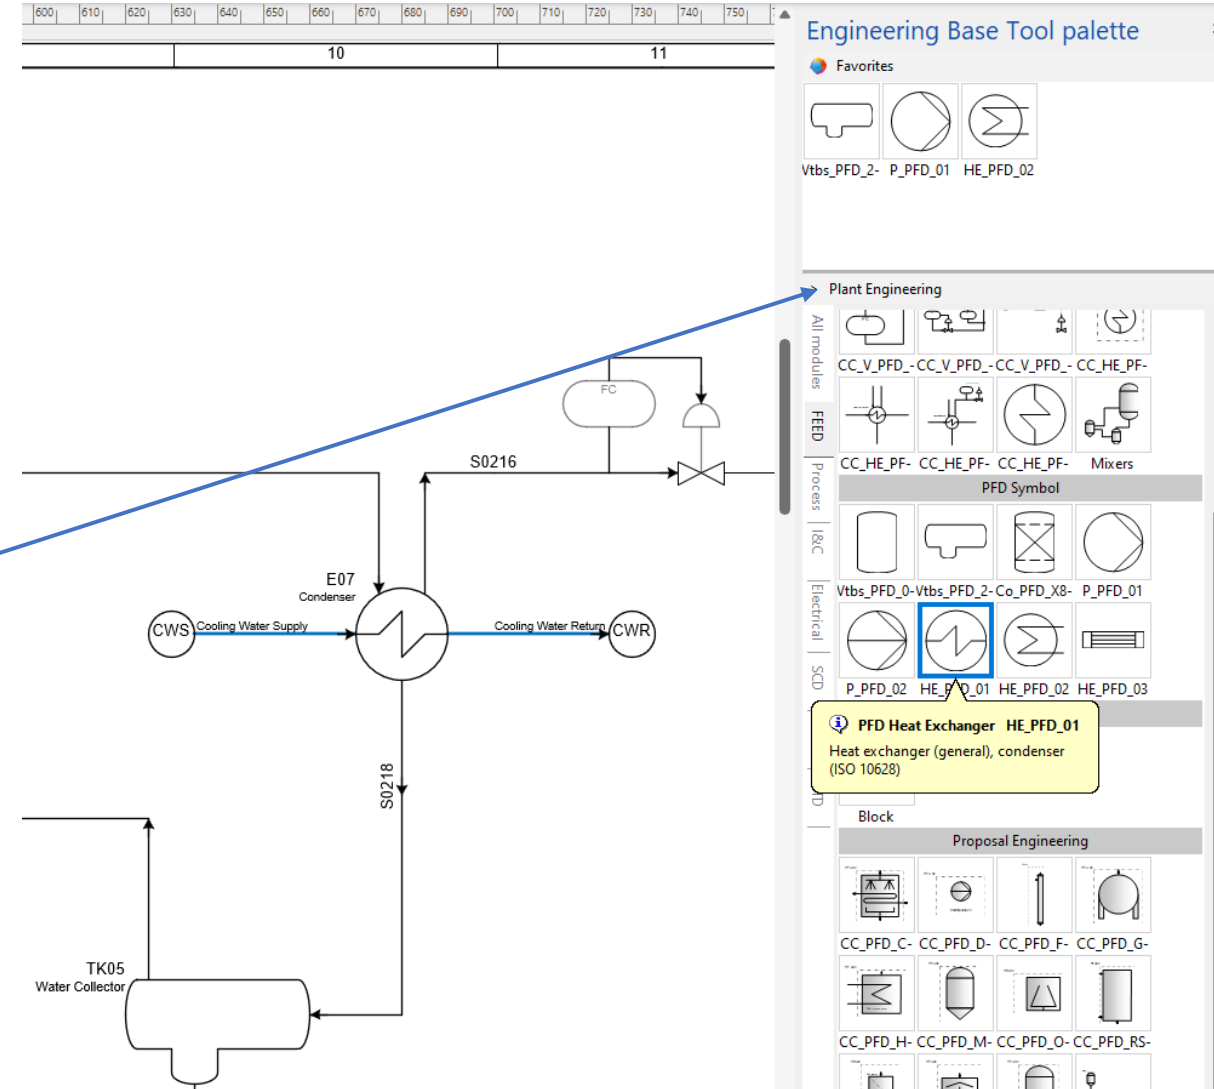 600 610 620 630 640 650 660 670 680 690 700 710 720 730 740 750
10 11
FC
S0216
E07
Condenser
CWS Cooling Water Supply Cooling Water Return CWR
S0218
TK05
Water Collector
Engineering Base Tool palette
Favorites
Vtbs_PFD_2- P_PFD_01 HE_PFD_02
Plant Engineering
All modules
FEED
Process
I&C
Electrical
SCD
FC
CC_V_PFD_- CC_V_PFD_- CC_V_PFD_- CC_HE_PF-
CC_HE_PF- CC_HE_PF- CC_HE_PF- Mixers
PFD Symbol
Vtbs_PFD_0- Vtbs_PFD_2- Co_PFD_X8- P_PFD_01
P_PFD_02 HE_PFD_01 HE_PFD_02 HE_PFD_03
PFD Heat Exchanger HE_PFD_01
Heat exchanger (general), condenser
(ISO 10628)
Block
Proposal Engineering
CC_PFD_C- CC_PFD_D- CC_PFD_F- CC_PFD_G-
CC_PFD_H- CC_PFD_M- CC_PFD_O- CC_PFD_RS-